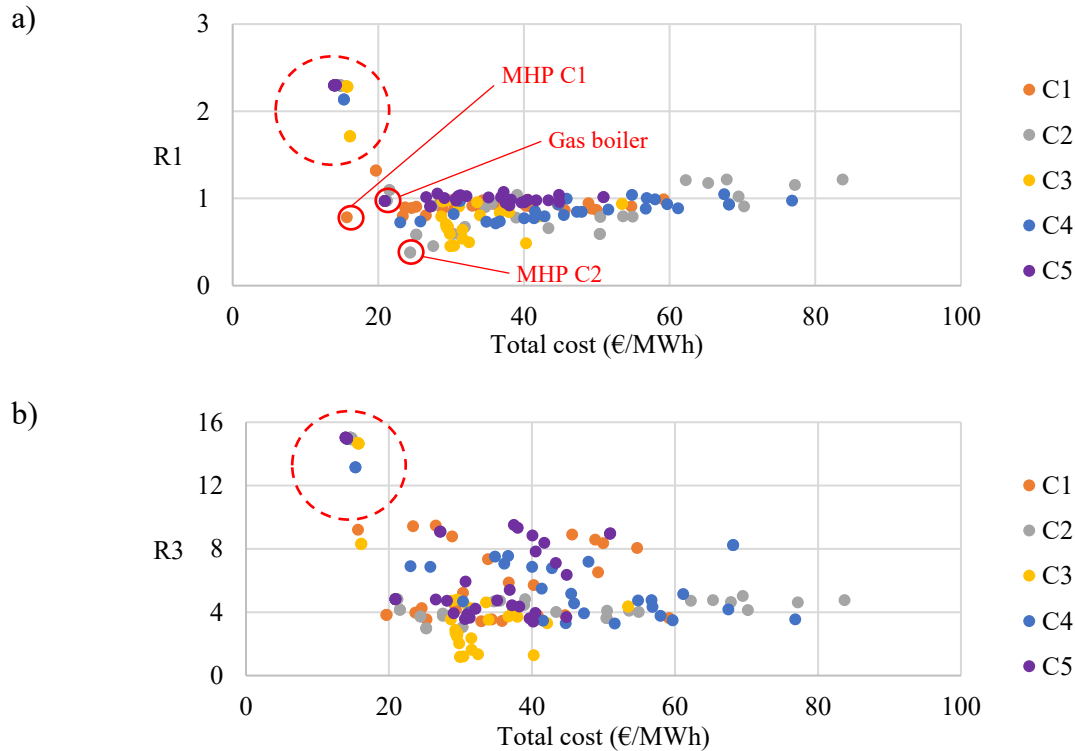 a)
3
2
1
0
R1
MHP C1
Gas boiler
MHP C2
0 20 40 60 80 100
Total cost (€/MWh)
C1
C2
C3
C4
C5
b)
16
12
8
4
0
R3
0 20 40 60 80 100
Total cost (€/MWh)
C1
C2
C3
C4
C5